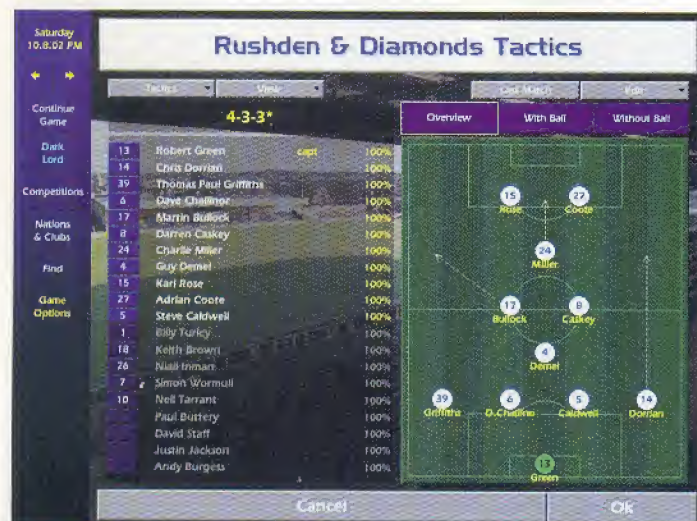 Saturday
10.8.02 PM
Rushden & Diamonds Tactics
Tactics
View
Last Match
Edit
Continue
Game
4-3-3*
Overview
With Ball
Without Ball
Dark
Lord
Competitions
Nations
& Clubs
Find
Game
Options
13 Robert Green capt 100%
14 Chris Dorrian 100%
39 Thomas Paul Griffiths 100%
6 Dave Challinor 100%
17 Martin Bullock 100%
8 Darren Caskey 100%
24 Charlie Miller 100%
4 Guy Demel 100%
15 Karl Rose 100%
27 Adrian Coote 100%
5 Steve Caldwell 100%
1 Billy Turley 100%
18 Keith Brown 100%
26 Niall Inman 100%
7 Simon Wormull 100%
10 Neil Tarrant 100%
Paul Buttery 100%
David Staff 100%
Justin Jackson 100%
Andy Burgess 100%
15 27
Rose Coote
24
Miller
17 8
Bullock Caskey
4
Demel
39 6 5 14
Griffiths D.Challino Caldwell Dorrian
13
Green
Cancel
Ok